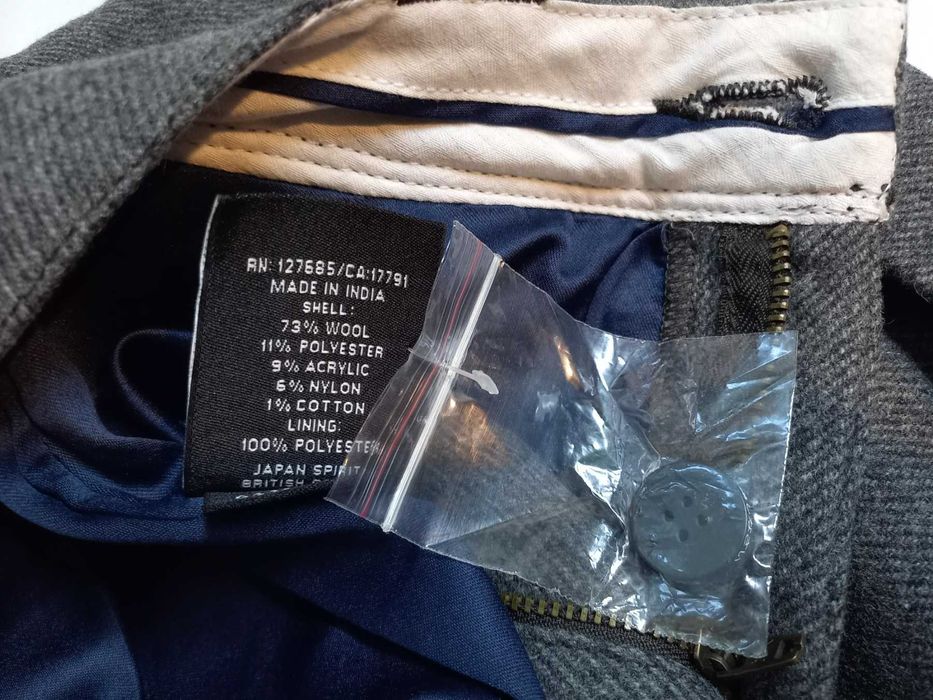 RN: 127685/CA:17791
MADE IN INDIA
SHELL:
73% WOOL
11% POLYESTER
9% ACRYLIC
6% NYLON
1% COTTON
LINING:
100% POLYESTER
JAPAN SPIRIT
BRITISH